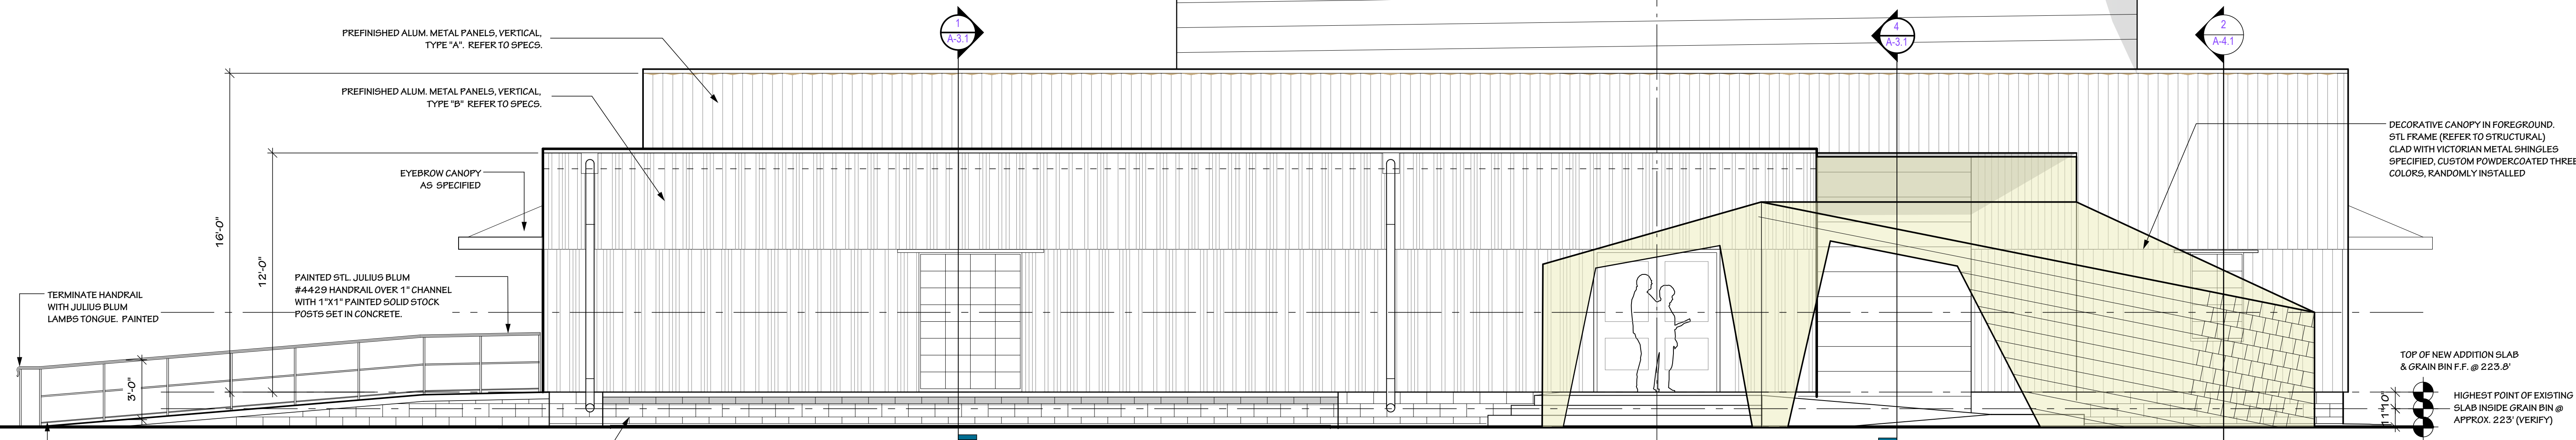 PREFINISHED ALUM. METAL PANELS, VERTICAL,
TYPE "A". REFER TO SPECS.
1
A-3.1
4
A-3.1
2
A-4.1
PREFINISHED ALUM. METAL PANELS, VERTICAL,
TYPE "B" REFER TO SPECS.
DECORATIVE CANOPY IN FOREGROUND.
STL FRAME (REFER TO STRUCTURAL)
CLAD WITH VICTORIAN METAL SHINGLES
SPECIFIED, CUSTOM POWDERCOATED THREE
COLORS, RANDOMLY INSTALLED
EYEBROW CANOPY
AS SPECIFIED
16'-0"
12'-0"
PAINTED STL. JULIUS BLUM
#4429 HANDRAIL OVER 1" CHANNEL
WITH 1"X1" PAINTED SOLID STOCK
POSTS SET IN CONCRETE.
TERMINATE HANDRAIL
WITH JULIUS BLUM
LAMBS TONGUE. PAINTED
3'-0"
TOP OF NEW ADDITION SLAB
& GRAIN BIN F.F. @ 223.8'
1'-10"
HIGHEST POINT OF EXISTING
SLAB INSIDE GRAIN BIN @
APPROX. 223' (VERIFY)